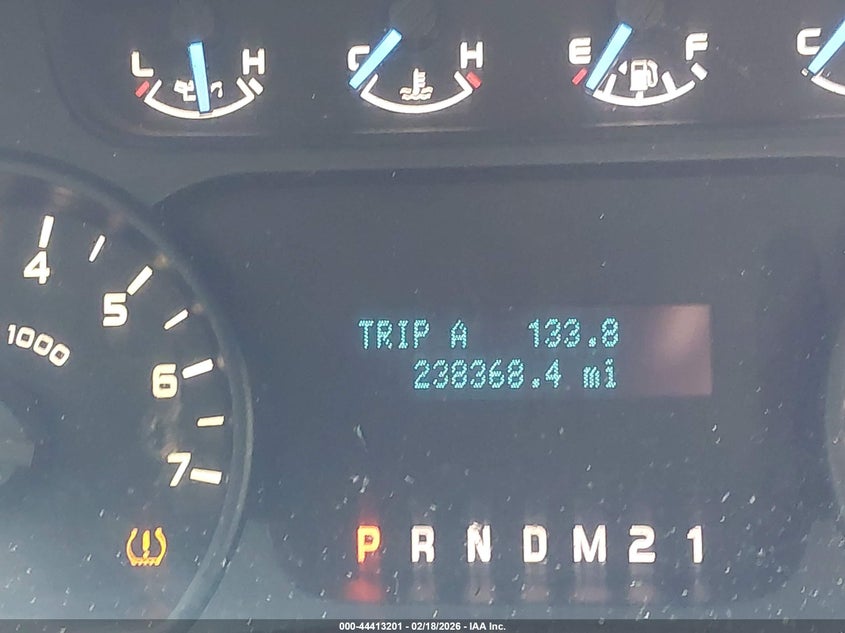 L H
C H
E F
C
4
5
6
7
1000
TRIP A 133.8
238368.4 mi
P R N D M 2 1
000-44413201 - 02/18/2026 - IAA Inc.